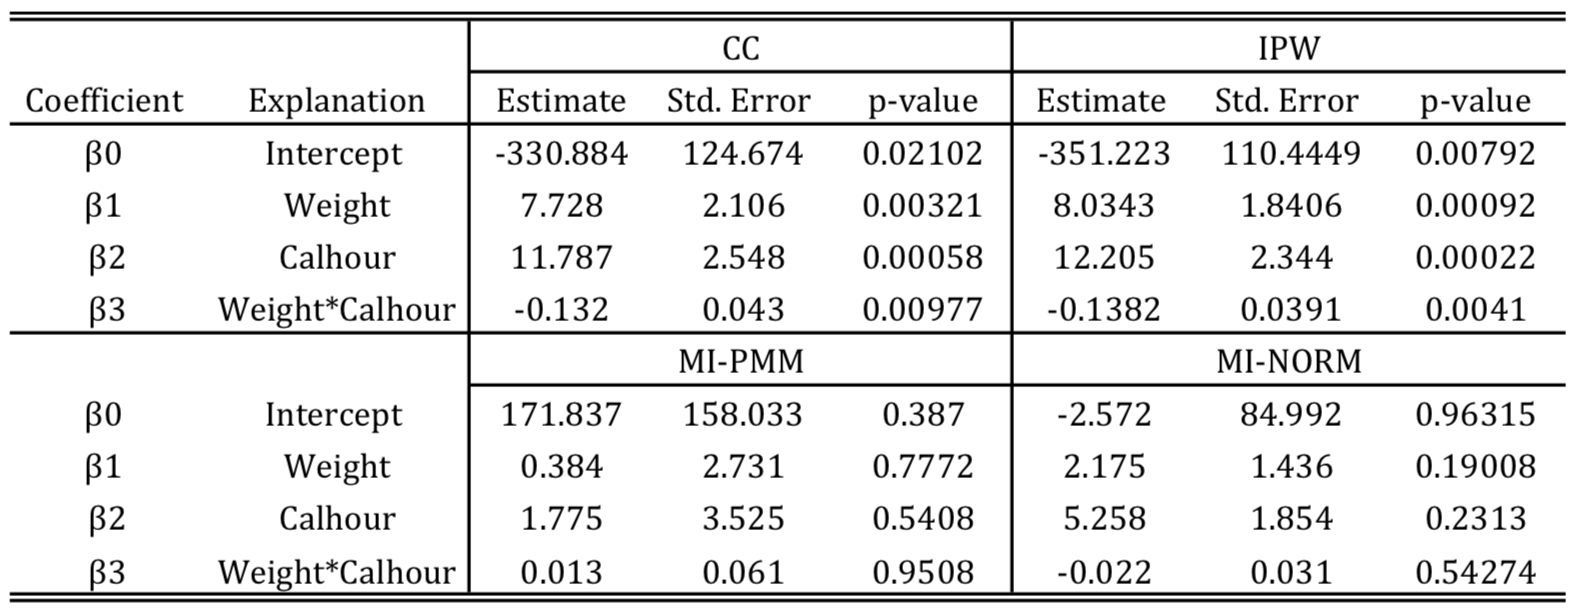 CC IPW
Coefficient Explanation Estimate Std. Error p-value Estimate Std. Error p-value
β0 Intercept -330.884 124.674 0.02102 -351.223 110.4449 0.00792
β1 Weight 7.728 2.106 0.00321 8.0343 1.8406 0.00092
β2 Calhour 11.787 2.548 0.00058 12.205 2.344 0.00022
β3 Weight*Calhour -0.132 0.043 0.00977 -0.1382 0.0391 0.0041
MI-PMM MI-NORM
β0 Intercept 171.837 158.033 0.387 -2.572 84.992 0.96315
β1 Weight 0.384 2.731 0.7772 2.175 1.436 0.19008
β2 Calhour 1.775 3.525 0.5408 5.258 1.854 0.2313
β3 Weight*Calhour 0.013 0.061 0.9508 -0.022 0.031 0.54274